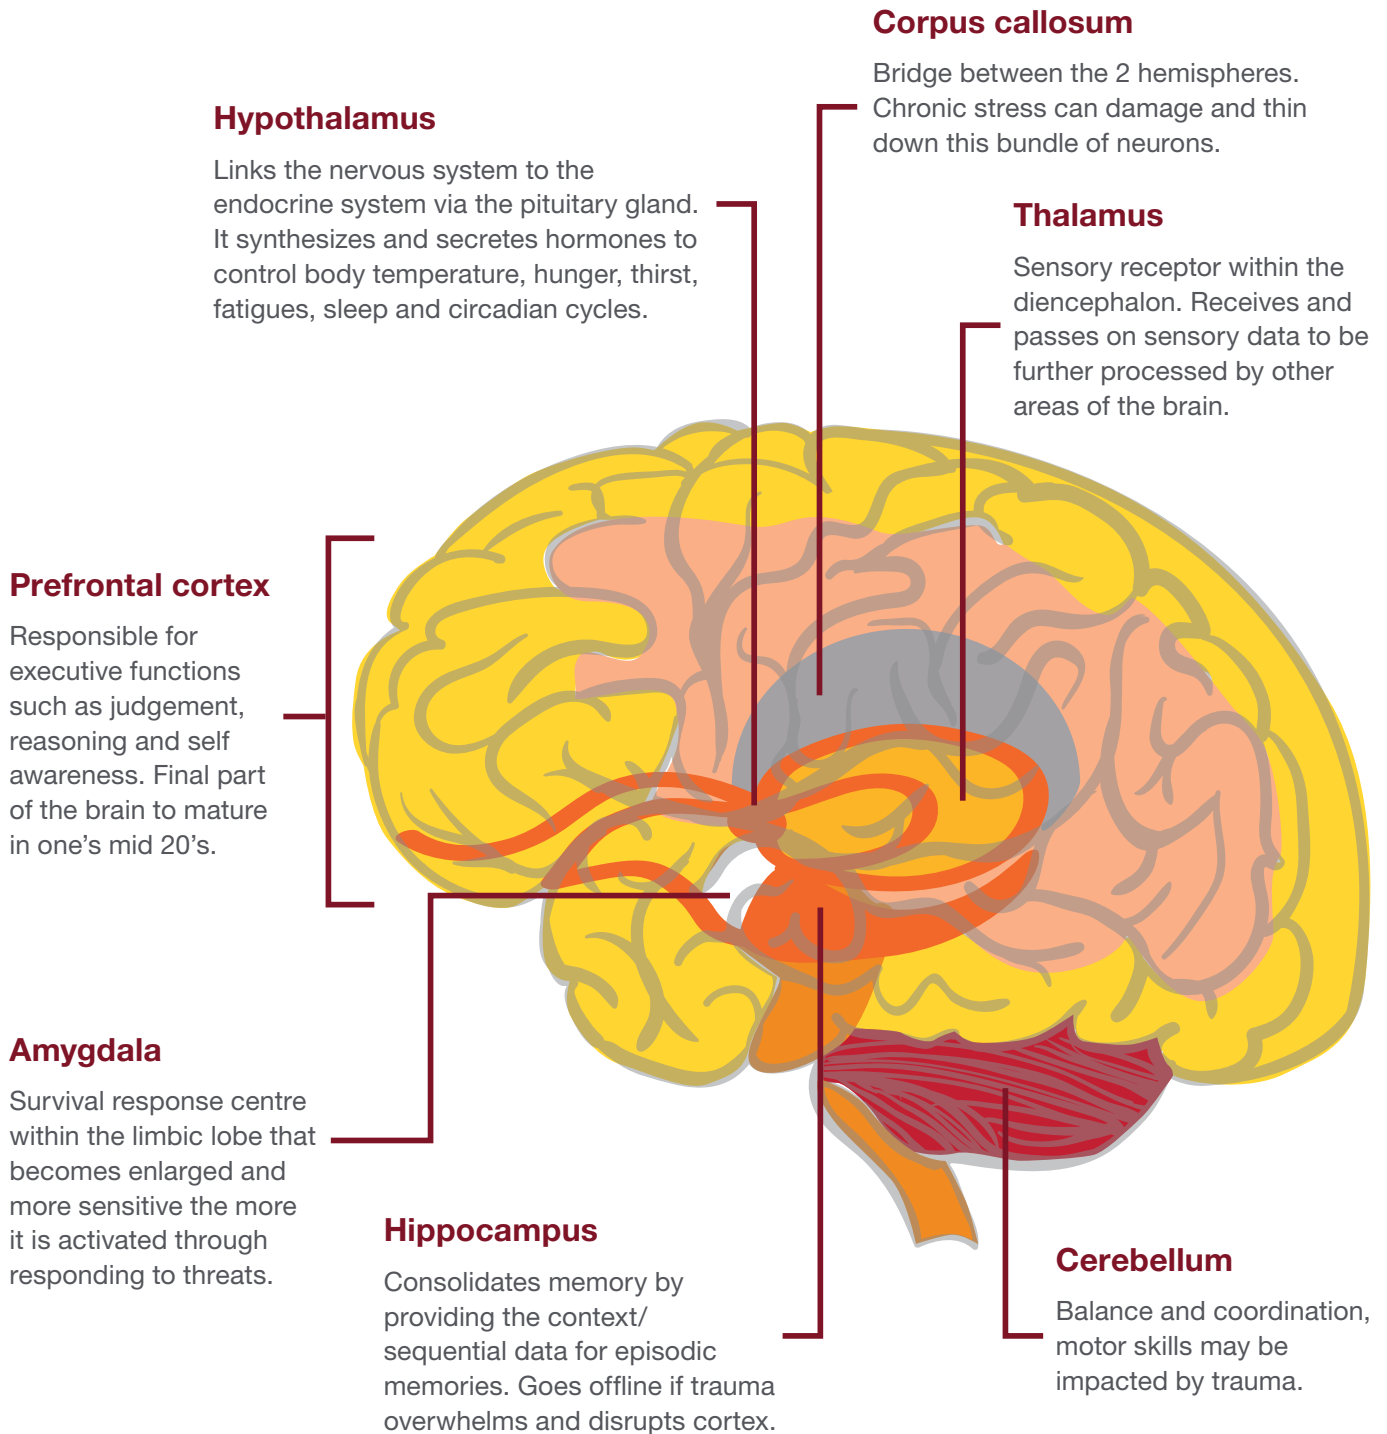 Corpus callosum
Bridge between the 2 hemispheres.
Chronic stress can damage and thin
down this bundle of neurons.
Hypothalamus
Links the nervous system to the
endocrine system via the pituitary gland.
It synthesizes and secretes hormones to
control body temperature, hunger, thirst,
fatigues, sleep and circadian cycles.
Thalamus
Sensory receptor within the
diencephalon. Receives and
passes on sensory data to be
further processed by other
areas of the brain.
Prefrontal cortex
Responsible for
executive functions
such as judgement,
reasoning and self
awareness. Final part
of the brain to mature
in one’s mid 20’s.
Amygdala
Survival response centre
within the limbic lobe that
becomes enlarged and
more sensitive the more
it is activated through
responding to threats.
Hippocampus
Consolidates memory by
providing the context/
sequential data for episodic
memories. Goes offline if trauma
overwhelms and disrupts cortex.
Cerebellum
Balance and coordination,
motor skills may be
impacted by trauma.